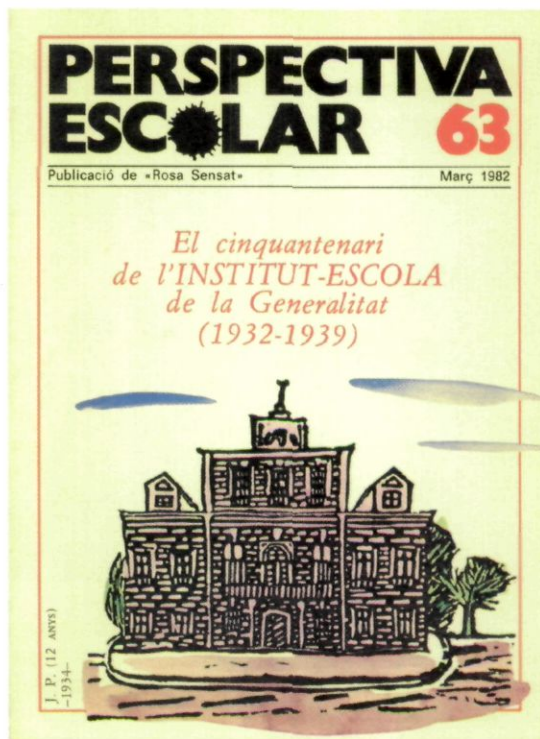 PERSPECTIVA
ESCOLAR 63
Publicació de «Rosa Sensat» Març 1982
El cinquantenari
de l'INSTITUT-ESCOLA
de la Generalitat
(1932-1939)
J. P. (12 ANYS)
-1934-